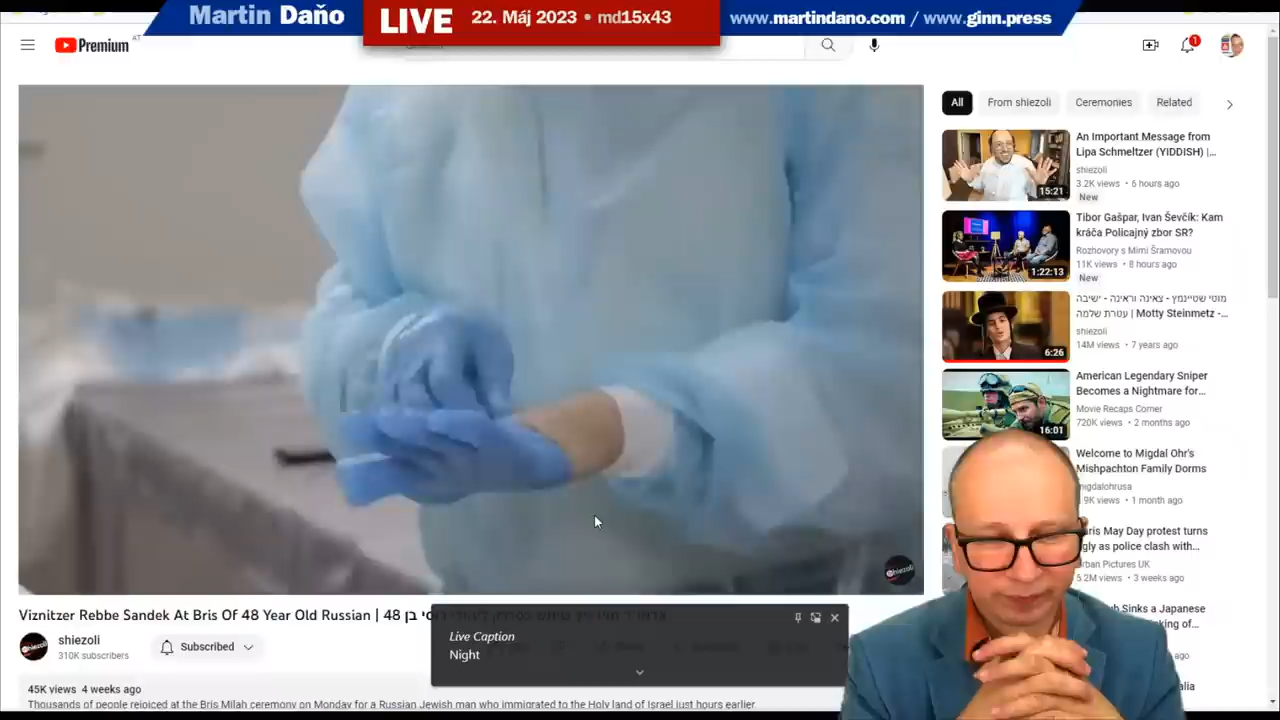 Martin Daňo
LIVE
22. Máj 2023 • md15x43
www.martindano.com / www.ginn.press
Premium
AT
1
All
From shiezoli
Ceremonies
Related
An Important Message from
Lipa Schmeltzer (YIDDISH) |...
shiezoli
3.2K views • 6 hours ago
New
15:21
Tibor Gašpar, Ivan Ševčík: Kam
kráča Policajný zbor SR?
Rozhovory s Mimi Šramovou
11K views • 8 hours ago
New
1:22:13
מוטי שטיינמץ - צאינה וראינה - ישיבה
עטרת שלמה | Motty Steinmetz -...
shiezoli
14M views • 7 years ago
6:26
American Legendary Sniper
Becomes a Nightmare for...
Movie Recaps Corner
720K views • 2 months ago
16:01
Welcome to Migdal Ohr's
Mishpachton Family Dorms
1 month ago
May Day protest turns
as police clash with...
Pictures UK
views • 3 weeks ago
Sinks a Japanese
of...
ago
shiezoli
Viznitzer Rebbe Sandek At Bris Of 48 Year Old Russian | 48 בן
shiezoli
310K subscribers
Subscribed
Live Caption
Night
45K views 4 weeks ago
Thousands of people rejoiced at the Bris Milah ceremony on Monday for a Russian Jewish man who immigrated to the Holy land of Israel just hours earlier